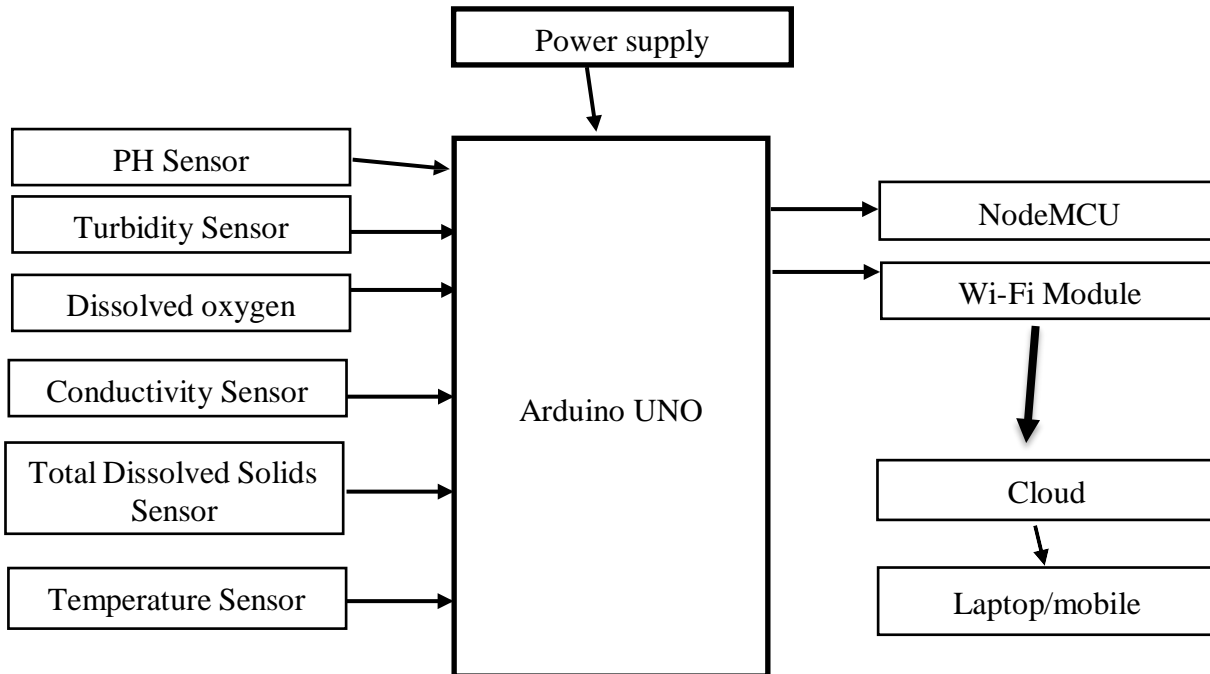 Power supply
PH Sensor
Turbidity Sensor
Dissolved oxygen
Conductivity Sensor
Total Dissolved Solids
Sensor
Temperature Sensor
Arduino UNO
NodeMCU
Wi-Fi Module
Cloud
Laptop/mobile